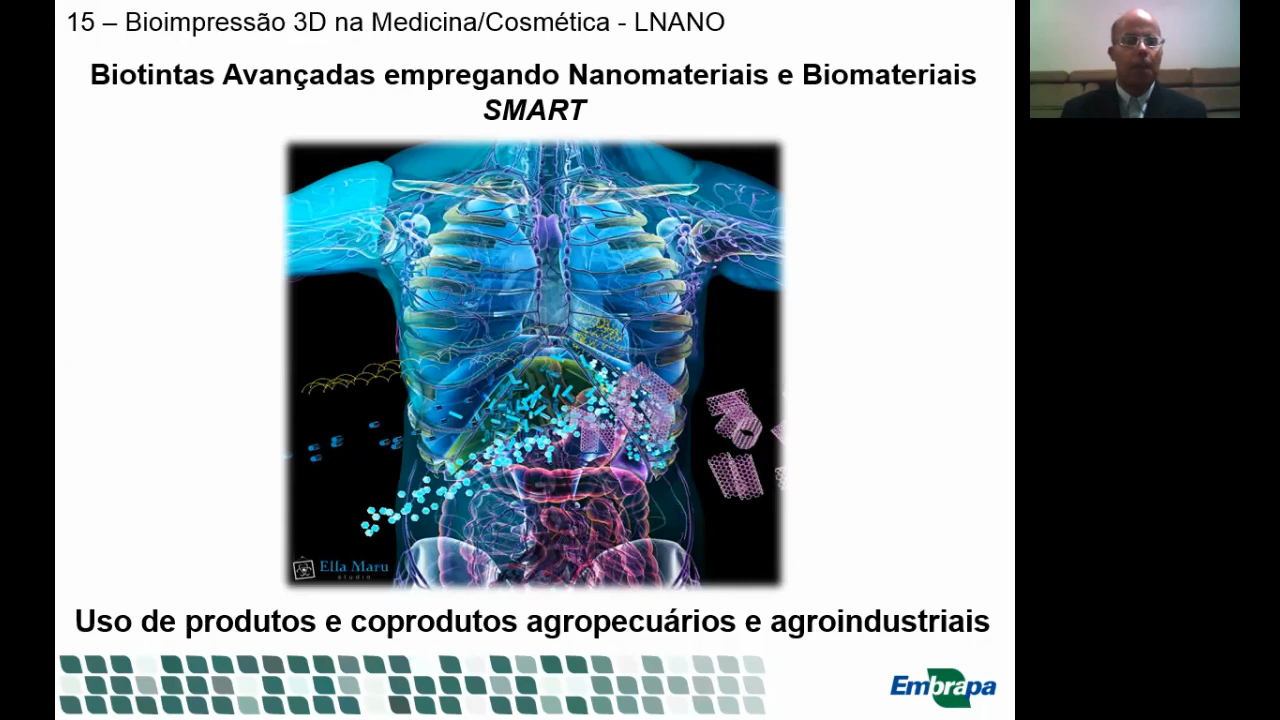 15 – Bioimpressão 3D na Medicina/Cosmética - LNANO
Biotintas Avançadas empregando Nanomateriais e Biomateriais
SMART
Ella Maru
studio
Uso de produtos e coprodutos agropecuários e agroindustriais
Embrapa